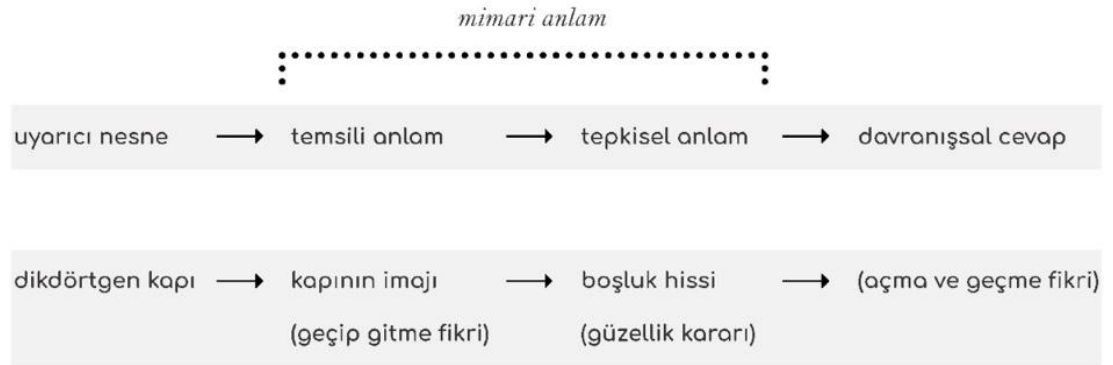 mimari anlam
uyarıcı nesne → temsili anlam → tepkisel anlam → davranışsal cevap
dikdörtgen kapı → kapının imajı → boşluk hissi → (açma ve geçme fikri)
(geçip gitme fikri) (güzellik kararı)